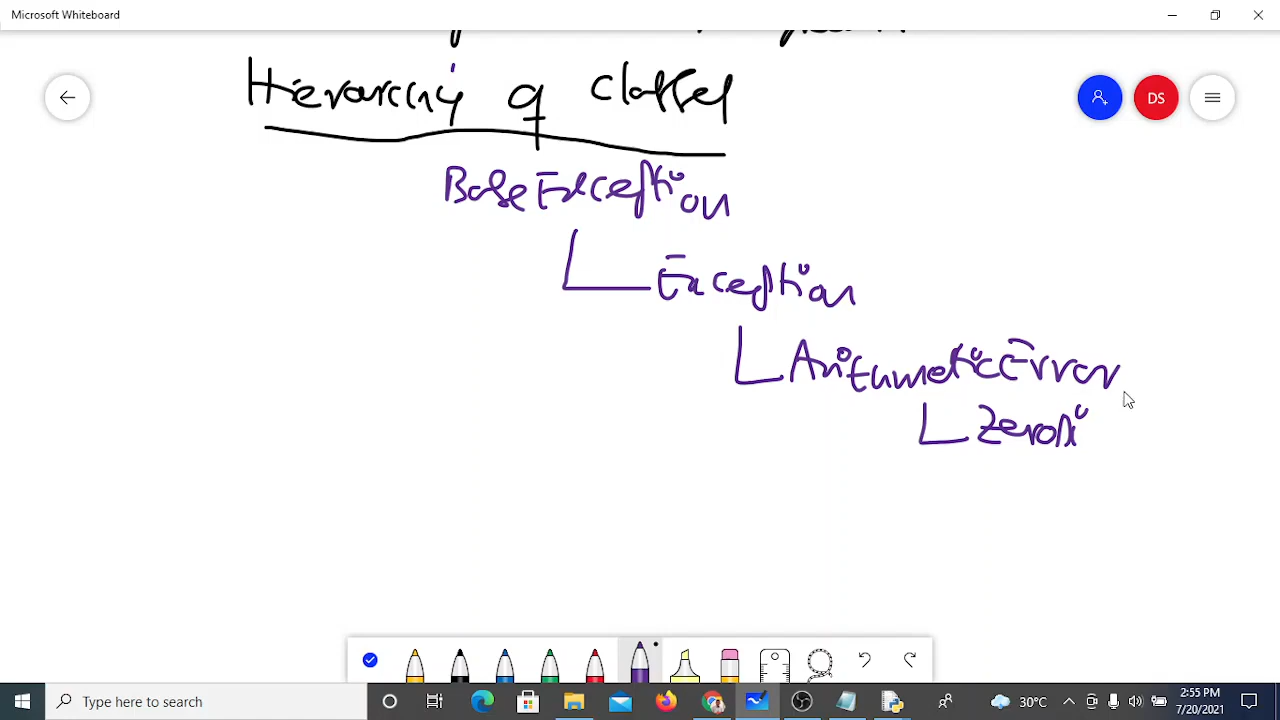 Microsoft Whiteboard
Hierarchy of Classes
DS
BaseException
Exception
ArithmeticError
ZeroDi
Type here to search
30°C
2:55 PM
7/20/2021